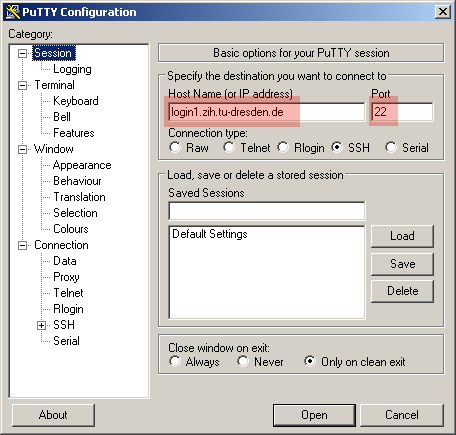 PuTTY Configuration
Category:
Session
Logging
Terminal
Keyboard
Bell
Features
Window
Appearance
Behaviour
Translation
Selection
Colours
Connection
Data
Proxy
Telnet
Rlogin
SSH
Serial
Basic options for your PuTTY session
Specify the destination you want to connect to
Host Name (or IP address) Port
login1.zih.tu-dresden.de 22
Connection type:
Raw Telnet Rlogin SSH Serial
Load, save or delete a stored session
Saved Sessions
Default Settings
Load
Save
Delete
Close window on exit:
Always Never Only on clean exit
About Open Cancel